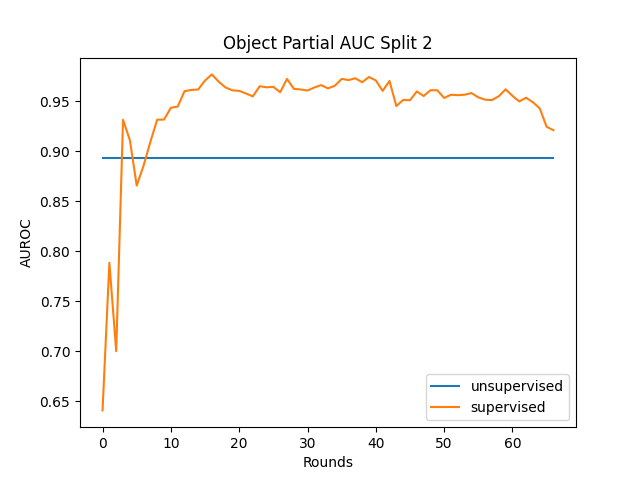 Object Partial AUC Split 2
AUROC
0.95
0.90
0.85
0.80
0.75
0.70
0.65
0 10 20 30 40 50 60
Rounds
unsupervised
supervised